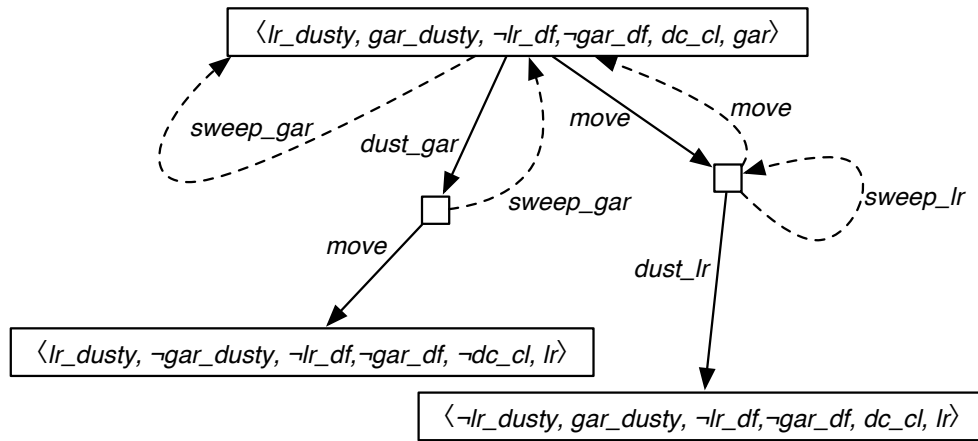 〈lr_dusty, gar_dusty, ¬lr_df,¬gar_df, dc_cl, gar〉
sweep_gar
dust_gar
move
move
sweep_gar
sweep_lr
move
dust_lr
〈lr_dusty, ¬gar_dusty, ¬lr_df,¬gar_df, ¬dc_cl, lr〉
〈¬lr_dusty, gar_dusty, ¬lr_df,¬gar_df, dc_cl, lr〉